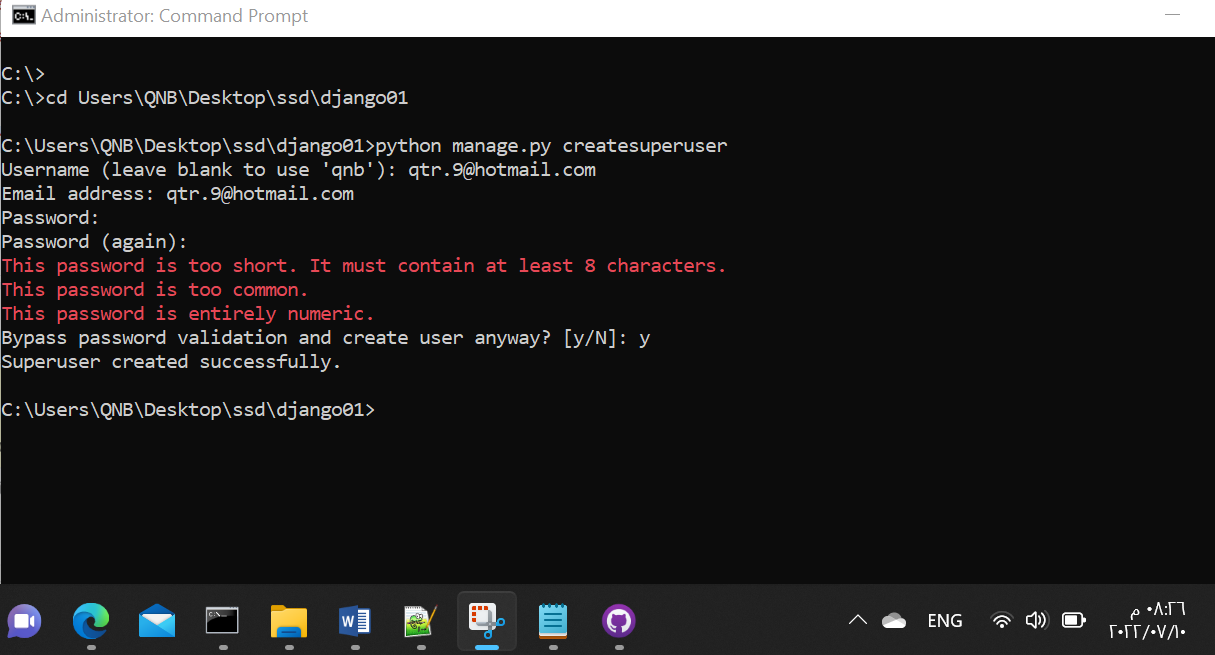 Administrator: Command Prompt
C:\>
C:\>cd Users\QNB\Desktop\ssd\django01
C:\Users\QNB\Desktop\ssd\django01>python manage.py createsuperuser
Username (leave blank to use 'qnb'): qtr.9@hotmail.com
Email address: qtr.9@hotmail.com
Password:
Password (again):
This password is too short. It must contain at least 8 characters.
This password is too common.
This password is entirely numeric.
Bypass password validation and create user anyway? [y/N]: y
Superuser created successfully.
C:\Users\QNB\Desktop\ssd\django01>
ENG
٠٨:٢٦ م
٢٠٢٢/٠٧/١٠